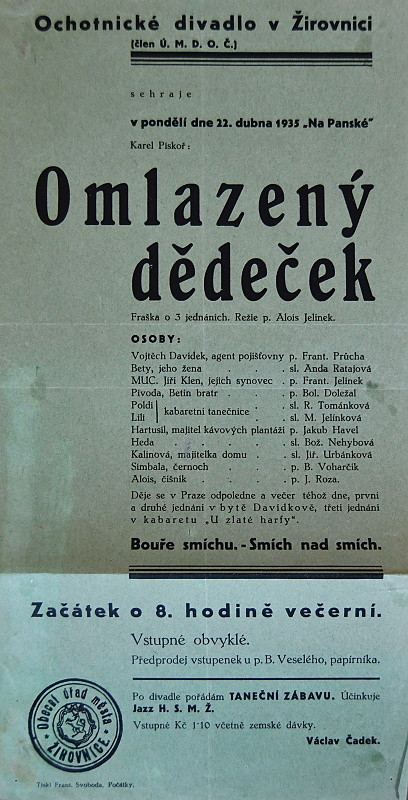 Ochotnické divadlo v Žirovnici
(člen Ú. M. D. O. Č.)
sehraje
v pondělí dne 22. dubna 1935 „Na Panské“
Karel Piskoř:
Omlazený
dědeček
Fraška o 3 jednáních. Režie p. Alois Jelínek.
OSOBY:
Vojtěch Davídek, agent pojišťovny p. Frant. Průcha
Bety, jeho žena . . . sl. Anda Ratajová
MUC. Jiří Klen, jejich synovec . p. Frant. Jelínek
Pivoda, Betin bratr . . . p. Bol. Doležal
Poldi | kabaretní tanečnice . . sl. R. Tománková
Lili | kabaretní tanečnice . . sl. M. Jelínková
Hartusil, majitel kávových plantáží p. Jakub Havel
Heda . . . . sl. Bož. Nehybová
Kalinová, majitelka domu . . sl. Jiř. Urbánková
Simbala, černoch . . . p. B. Voharčík
Alois, číšník . . . . p. J. Roza.
Děje se v Praze odpoledne a večer téhož dne, první
a druhé jednání v bytě Davídkově, třetí jednání
v kabaretu „U zlaté harfy“.
Bouře smíchu. - Smích nad smích.
Začátek o 8. hodině večerní.
Vstupné obvyklé.
Předprodej vstupenek u p. B. Veselého, papírníka.
Po divadle pořádám TANEČNÍ ZÁBAVU. Účinkuje
Jazz H. S. M. Ž.
Vstupné Kč 1·10 včetně zemské dávky.
Václav Čadek.
Obecní úřad města
ŽIROVNICE
Tiskl Frant. Svoboda, Počátky.